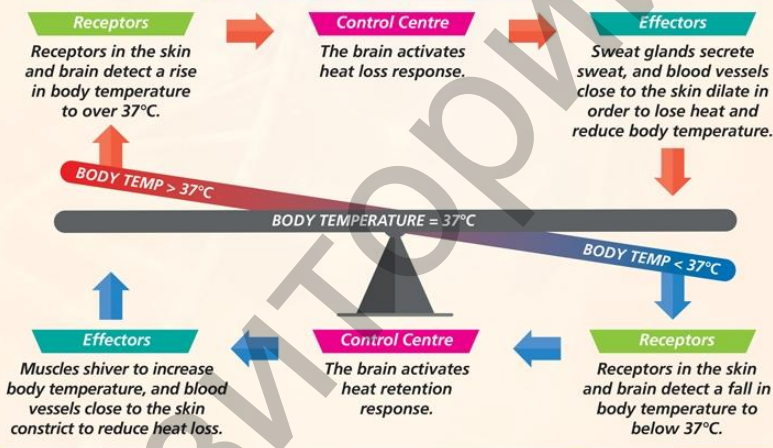 Receptors
Receptors in the skin
and brain detect a rise
in body temperature
to over 37°C.
Control Centre
The brain activates
heat loss response.
Effectors
Sweat glands secrete
sweat, and blood vessels
close to the skin dilate in
order to lose heat and
reduce body temperature.
BODY TEMP > 37°C
BODY TEMPERATURE = 37°C
BODY TEMP < 37°C
Effectors
Muscles shiver to increase
body temperature, and blood
vessels close to the skin
constrict to reduce heat loss.
Control Centre
The brain activates
heat retention
response.
Receptors
Receptors in the skin
and brain detect a fall in
body temperature to
below 37°C.